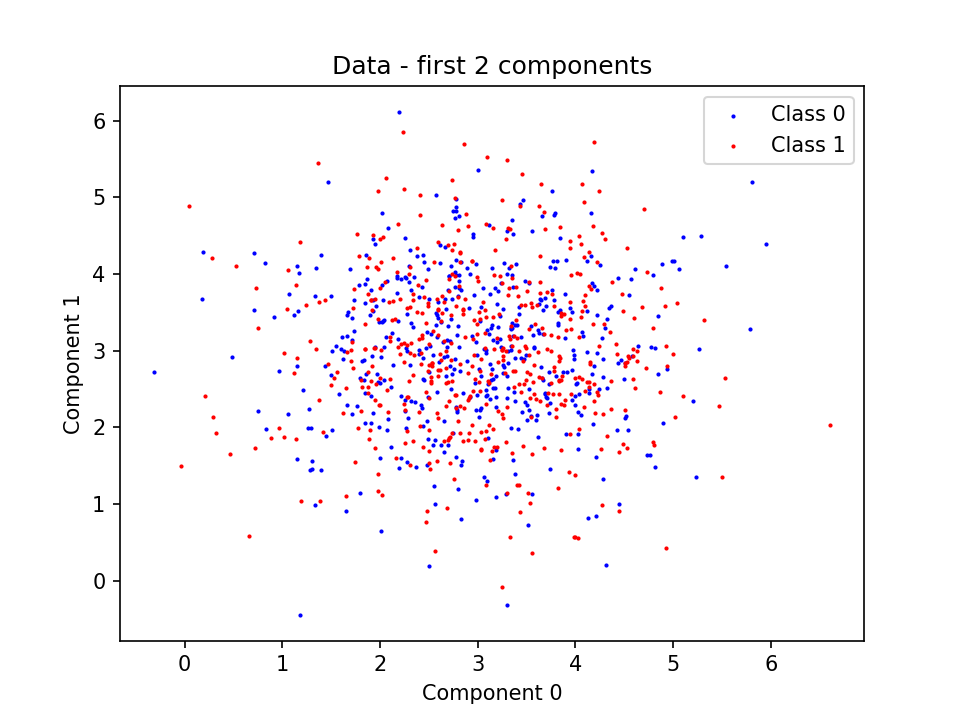 Data - first 2 components
Class 0
Class 1
Component 1
6
5
4
3
2
1
0
0 1 2 3 4 5 6
Component 0